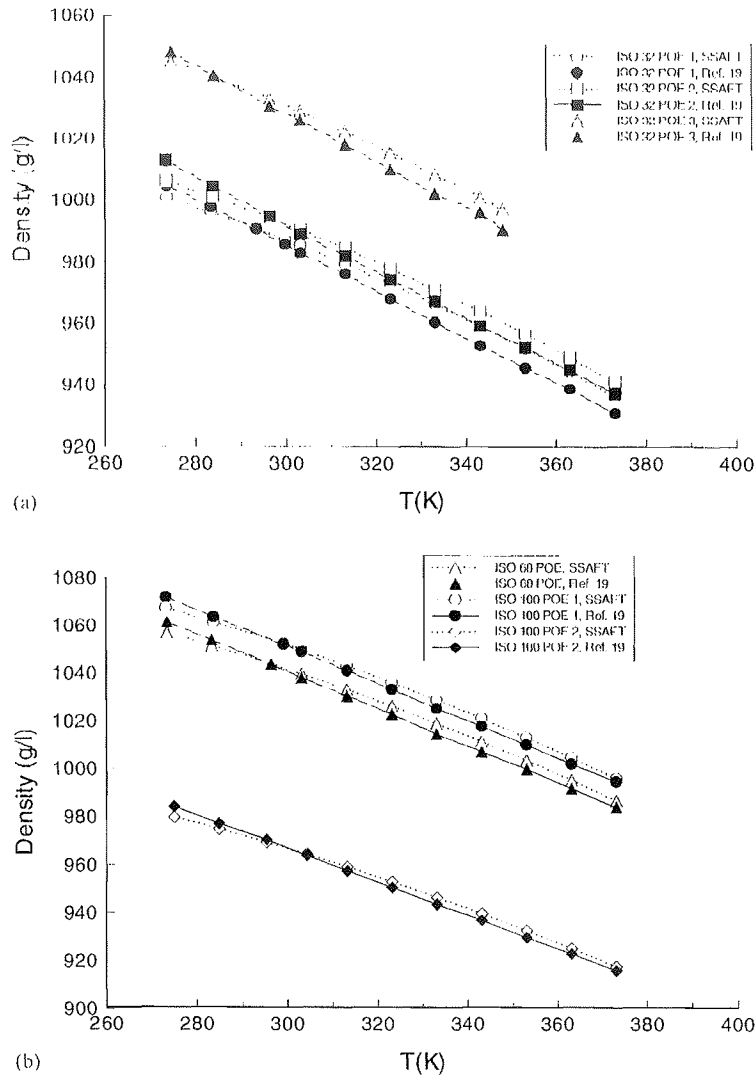 1060
1040
1020
1000
980
960
940
920
Density (g/l)
ISO 32 POE 1, SSAFT
ISO 32 POE 1, Ref. 19
ISO 32 POE 2, SSAFT
ISO 32 POE 2, Ref. 19
ISO 32 POE 3, SSAFT
ISO 32 POE 3, Ref. 19
260 280 300 320 340 360 380 400
T(K)
(a)
1080
1060
1040
1020
1000
980
960
940
920
900
Density (g/l)
ISO 60 POE, SSAFT
ISO 60 POE, Ref. 19
ISO 100 POE 1, SSAFT
ISO 100 POE 1, Ref. 19
ISO 100 POE 2, SSAFT
ISO 100 POE 2, Ref. 19
260 280 300 320 340 360 380 400
T(K)
(b)